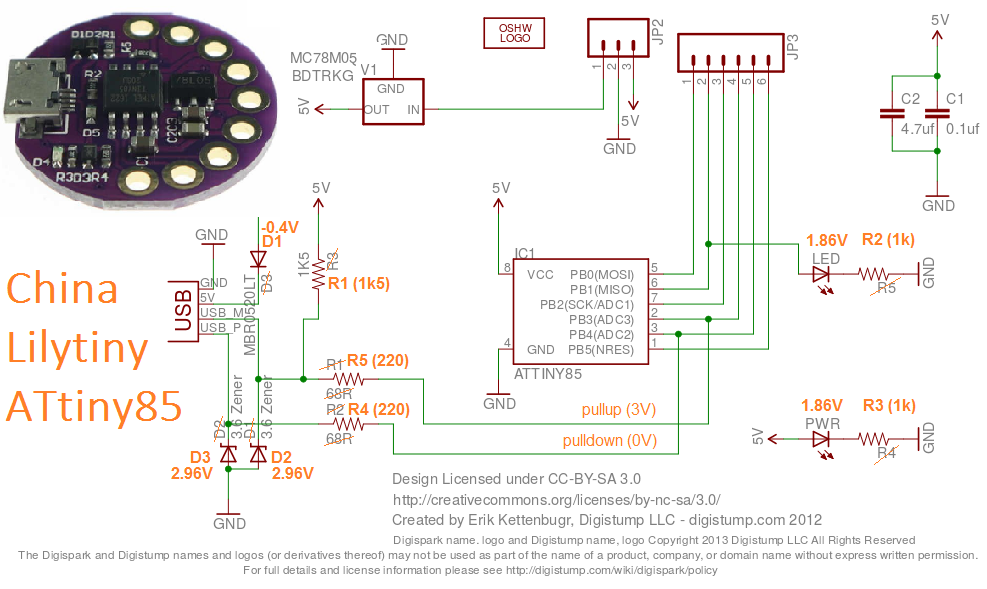 D1D2R1
R5
R2
D5
C2C3
C1
D4
R3D3R4
OSHW
LOGO
GND
MC78M05
BDTRKG
V1
GND
5V
OUT
IN
JP2
1
2
3
5V
GND
JP3
1
2
3
4
5
6
5V
C2
4.7uf
C1
0.1uf
GND
China
Lilytiny
ATtiny85
GND
-0.4V
D1
D3
MBR0520LT
5V
1K5
R3
R1 (1k5)
USB
GND
5V
USB_M
USB_P
R1
R5 (220)
68R
R2
R4 (220)
68R
D2
3.6 Zener
D1
3.6 Zener
D3
2.96V
D2
2.96V
GND
5V
IC1
8
VCC
PB0(MOSI)
5
PB1(MISO)
6
PB2(SCK/ADC1)
7
PB3(ADC3)
2
PB4(ADC2)
3
4
GND
PB5(NRES)
1
ATTINY85
GND
pullup (3V)
pulldown (0V)
1.86V
R2 (1k)
LED
R5
GND
1.86V
R3 (1k)
PWR
5V
R4
GND
Design Licensed under CC-BY-SA 3.0
http://creativecommons.org/licenses/by-nc-sa/3.0/
Created by Erik Kettenbugr, Digistump LLC - digistump.com 2012
Digispark name. logo and Digistump name, logo Copyright 2013 Digistump LLC All Rights Reserved
The Digispark and Digistump names and logos (or derivatives thereof) may not be used as part of the name of a product, company, or domain name without express written permission.
For full details and license information please see http://digistump.com/wiki/digispark/policy